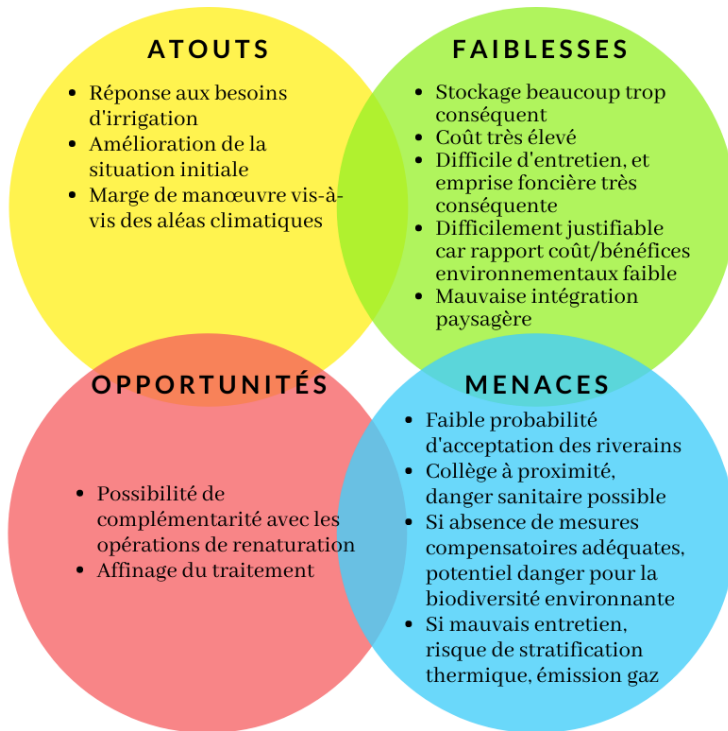 ATOUTS
• Réponse aux besoins
d'irrigation
• Amélioration de la
situation initiale
• Marge de manœuvre vis-à-
vis des aléas climatiques
FAIBLESSES
• Stockage beaucoup trop
conséquent
• Coût très élevé
• Difficile d'entretien, et
emprise foncière très
conséquente
• Difficilement justifiable
car rapport coût/bénéfices
environnementaux faible
• Mauvaise intégration
paysagère
OPPORTUNITÉS
• Possibilité de
complémentarité avec les
opérations de renaturation
• Affinage du traitement
MENACES
• Faible probabilité
d'acceptation des riverains
• Collège à proximité,
danger sanitaire possible
• Si absence de mesures
compensatoires adéquates,
potentiel danger pour la
biodiversité environnante
• Si mauvais entretien,
risque de stratification
thermique, émission gaz